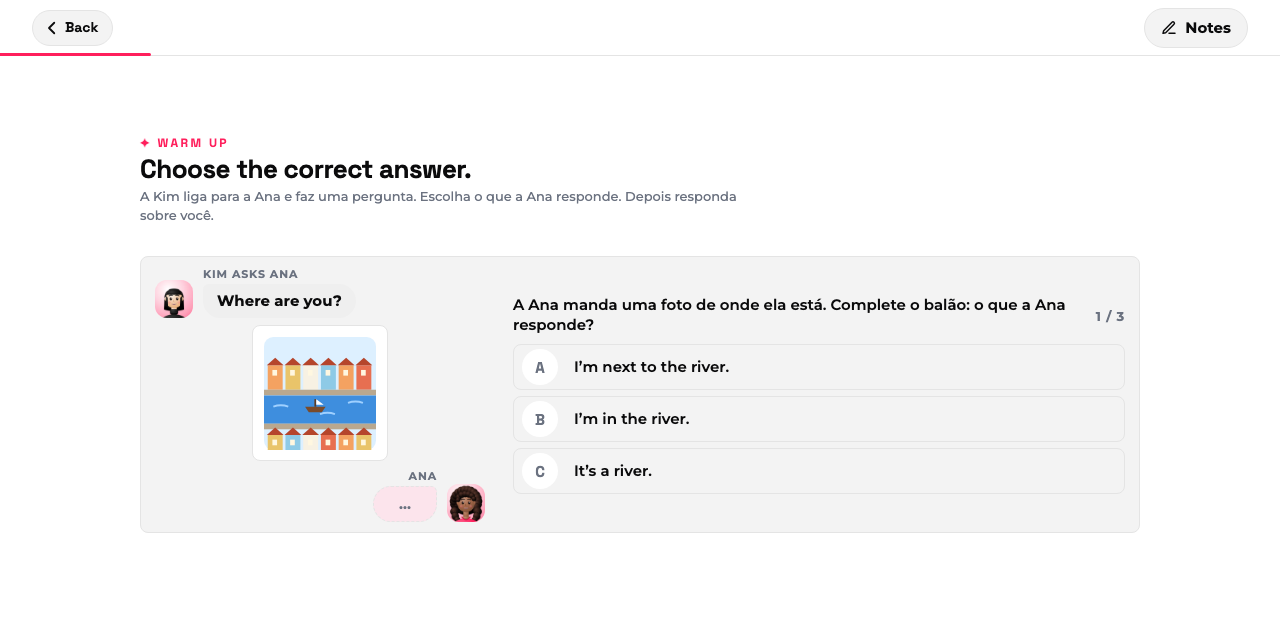 Back
Notes
WARM UP
Choose the correct answer.
A Kim liga para a Ana e faz uma pergunta. Escolha o que a Ana responde. Depois responda
sobre você.
KIM ASKS ANA
Where are you?
ANA
...
A Ana manda uma foto de onde ela está. Complete o balão: o que a Ana
responde?
1 / 3
A I’m next to the river.
B I’m in the river.
C It’s a river.